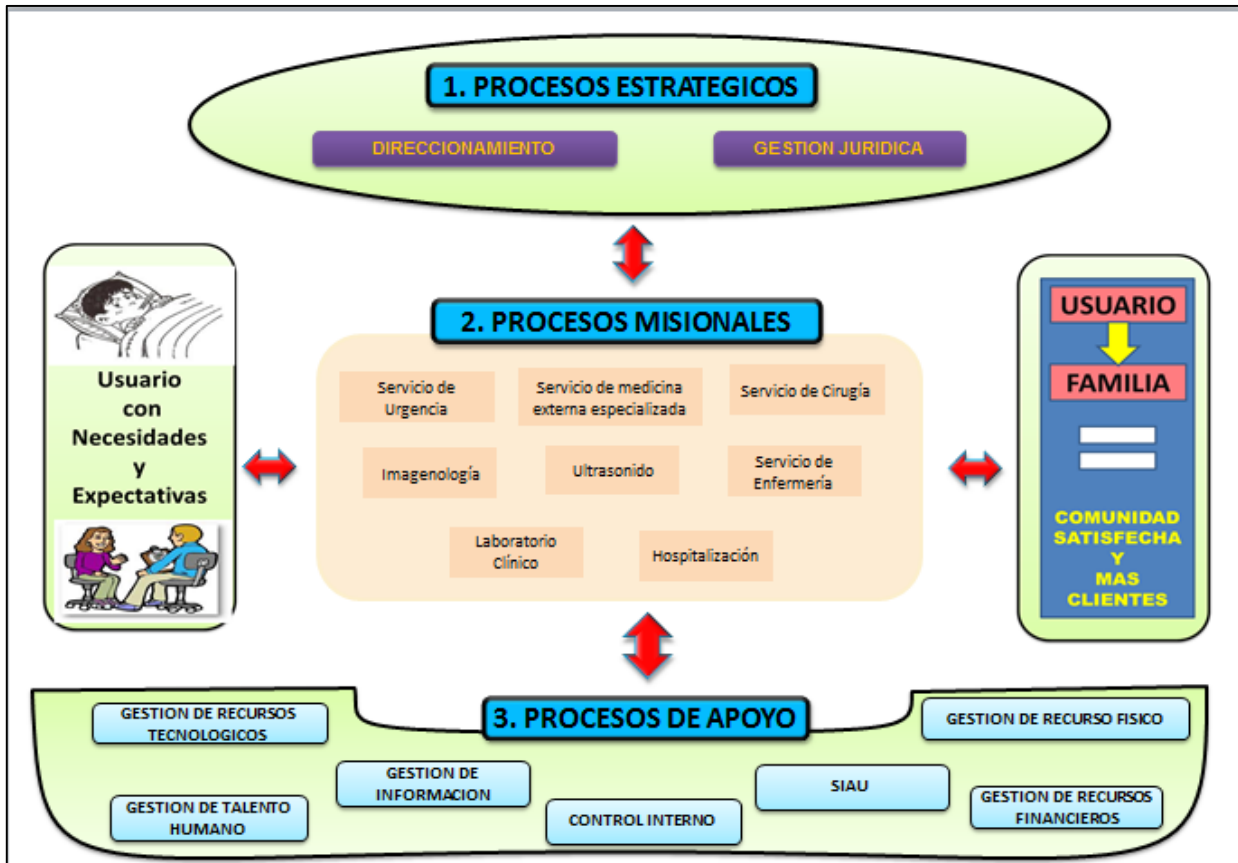 1. PROCESOS ESTRATEGICOS
DIRECCIONAMIENTO
GESTION JURIDICA
Usuario
con
Necesidades
y
Expectativas
2. PROCESOS MISIONALES
Servicio de
Urgencia
Servicio de medicina
externa especializada
Servicio de Cirugía
Imagenología
Ultrasonido
Servicio de
Enfermería
Laboratorio
Clínico
Hospitalización
USUARIO
FAMILIA
COMUNIDAD
SATISFECHA
Y
MAS
CLIENTES
3. PROCESOS DE APOYO
GESTION DE RECURSOS
TECNOLOGICOS
GESTION DE RECURSO FISICO
GESTION DE
INFORMACION
SIAU
GESTION DE TALENTO
HUMANO
CONTROL INTERNO
GESTION DE RECURSOS
FINANCIEROS